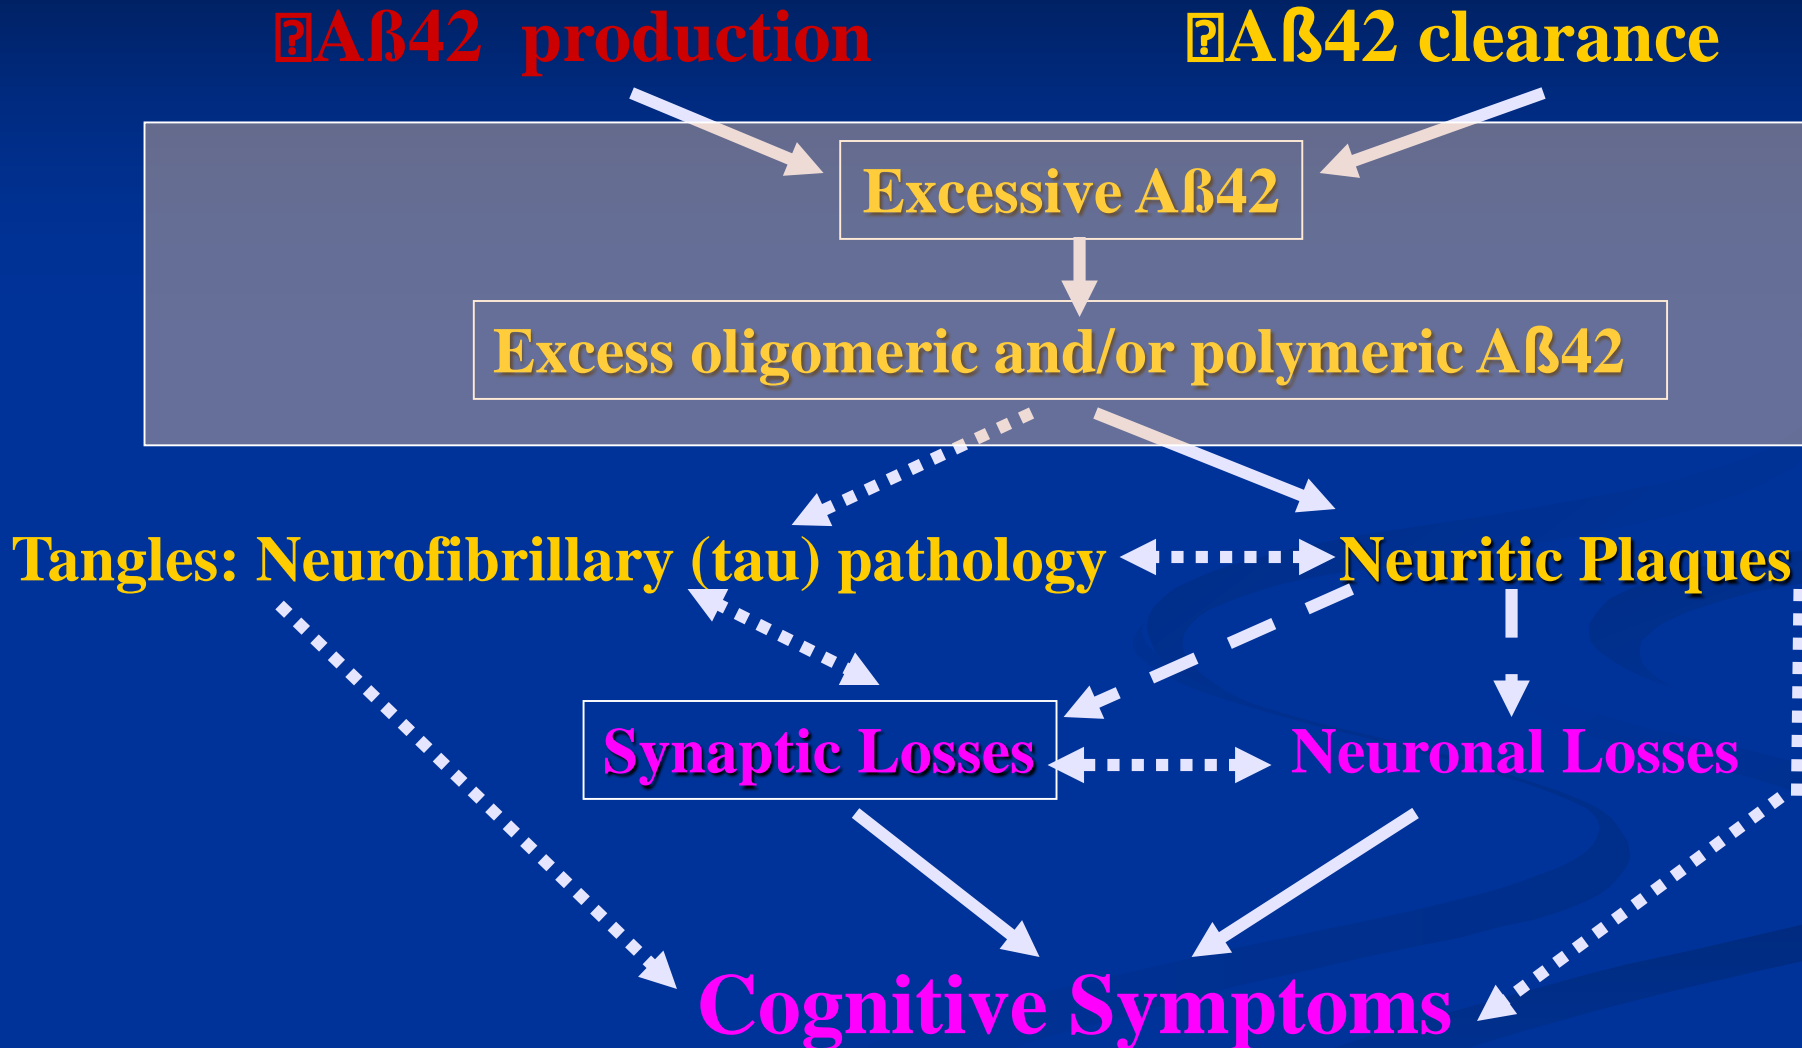 ⍰Aß42 production
⍰Aß42 clearance
Excessive Aß42
Excess oligomeric and/or polymeric Aß42
Tangles: Neurofibrillary (tau) pathology
Neuritic Plaques
Synaptic Losses
Neuronal Losses
Cognitive Symptoms